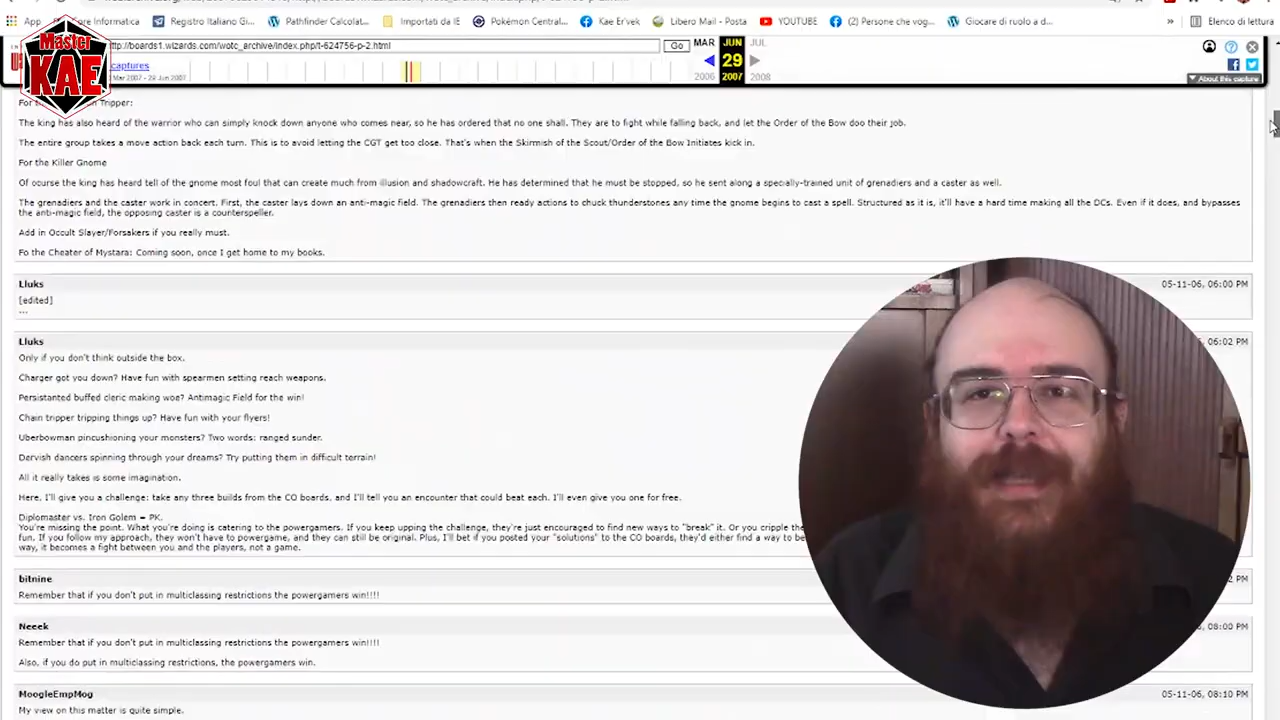 App
Registro Italiano Gi...
Pathfinder Calcolat...
Importati da IE
Pokémon Central...
Kae Er'vek
Libero Mail - Posta
YOUTUBE
(2) Persone che vog...
Giocare di ruolo a d...
»
Elenco di lettura
Master
KAE
http://boards1.wizards.com/wotc_archive/index.php/t-624756-p-2.html
Go
MAR
JUN
JUL
captures
29
Mar 2007 - 29 Jun 2007
2006
2007
2008
About this capture
Tripper:
The king has also heard of the warrior who can simply knock down anyone who comes near, so he has ordered that no one shall. They are to fight while falling back, and let the Order of the Bow doo their job.
The entire group takes a move action back each turn. This is to avoid letting the CGT get too close. That's when the Skirmish of the Scout/Order of the Bow Initiates kick in.
For the Killer Gnome
Of course the king has heard tell of the gnome most foul that can create much from illusion and shadowcraft. He has determined that he must be stopped, so he sent along a specially-trained unit of grenadiers and a caster as well.
The grenadiers and the caster work in concert. First, the caster lays down an anti-magic field. The grenadiers then ready actions to chuck thunderstones any time the gnome begins to cast a spell. Structured as it is, it'll have a hard time making all the DCs. Even if it does, and bypasses
the anti-magic field, the opposing caster is a counterspeller.
Add in Occult Slayer/Forsakers if you really must.
Fo the Cheater of Mystara: Coming soon, once I get home to my books.
Lluks
05-11-06, 06:00 PM
[edited]
...
Lluks
06:02 PM
Only if you don't think outside the box.
Charger got you down? Have fun with spearmen setting reach weapons.
Persistanted buffed cleric making woe? Antimagic Field for the win!
Chain tripper tripping things up? Have fun with your flyers!
Uberbowman pincushioning your monsters? Two words: ranged sunder.
Dervish dancers spinning through your dreams? Try putting them in difficult terrain!
All it really takes is some imagination.
Here, I'll give you a challenge: take any three builds from the CO boards, and I'll tell you an encounter that could beat each. I'll even give you one for free.
Diplomaster vs. Iron Golem = PK.
You're missing the point. What you're doing is catering to the powergamers. If you keep upping the challenge, they're just encouraged to find new ways to "break" it. Or you cripple the
fun. If you follow my approach, they won't have to powergame, and they can still be original. Plus, I'll bet if you posted your "solutions" to the CO boards, they'd either find a way to be
way, it becomes a fight between you and the players, not a game.
bitnine
PM
Remember that if you don't put in multiclassing restrictions the powergamers win!!!!
Neeek
08:00 PM
Remember that if you don't put in multiclassing restrictions the powergamers win!!!!
Also, if you do put in multiclassing restrictions, the powergamers win.
MoogleEmpMog
05-11-06, 08:10 PM
My view on this matter is quite simple.